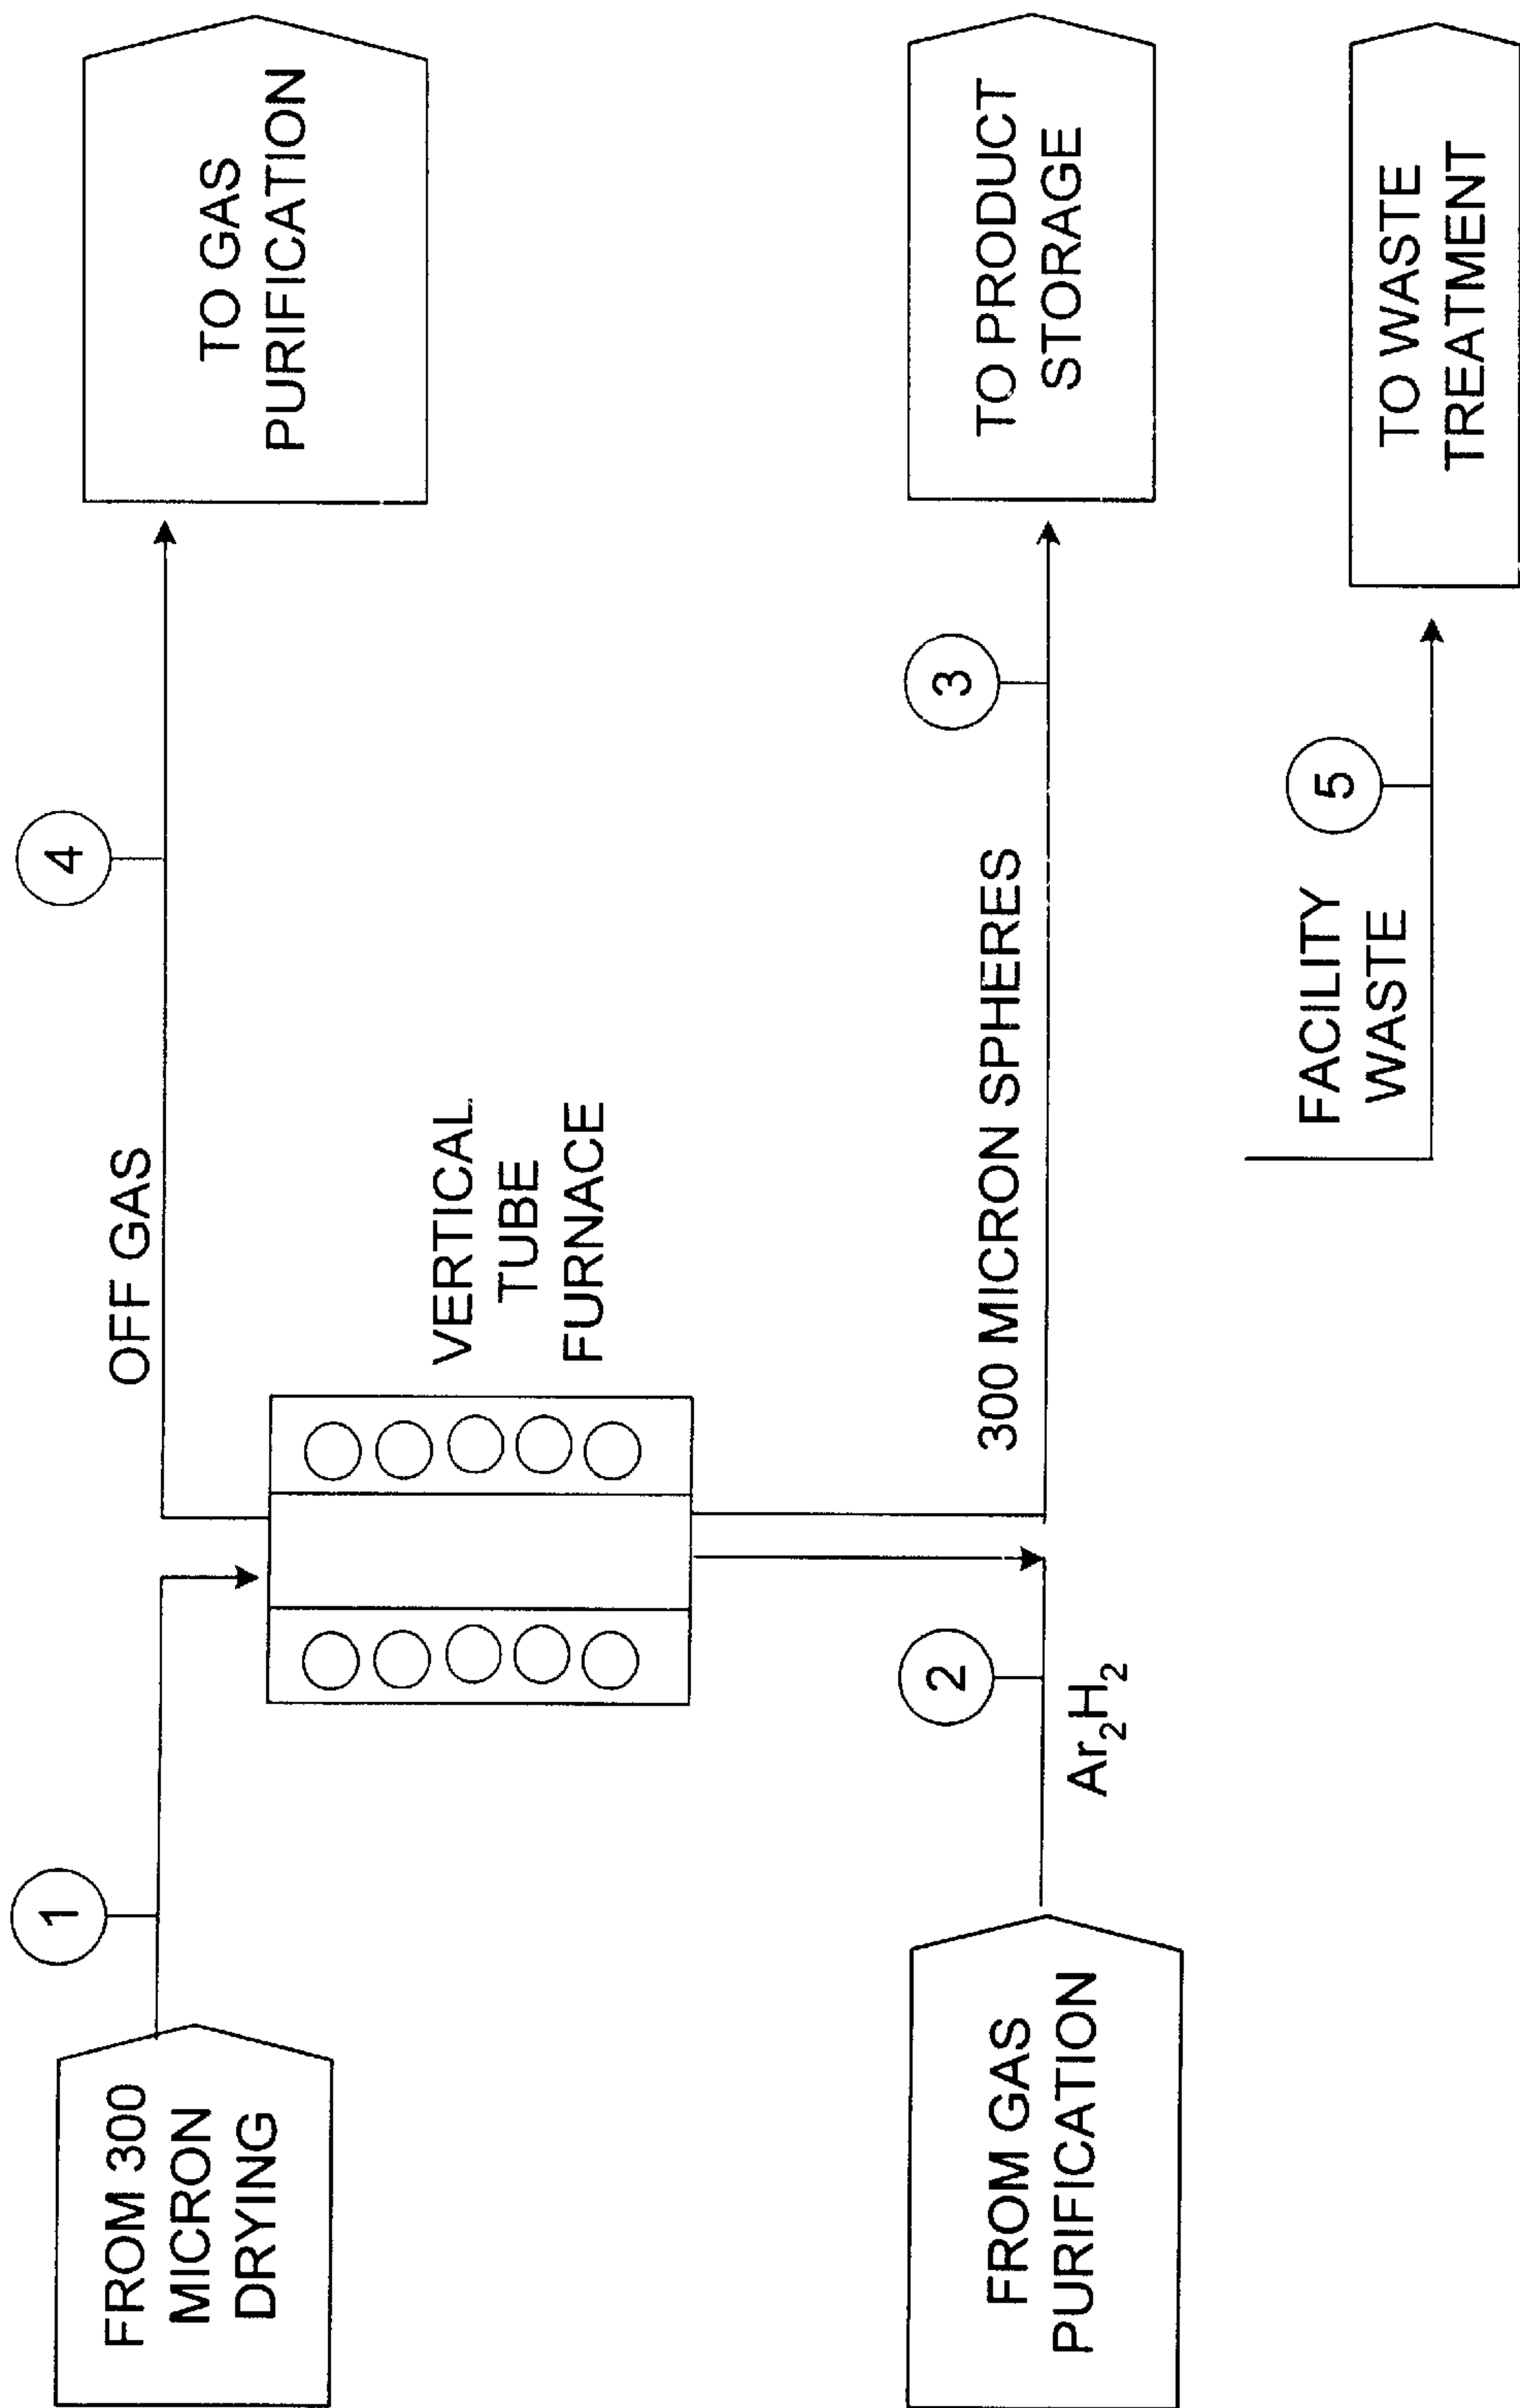 FROM 300
MICRON
DRYING
1
OFF GAS
4
TO GAS
PURIFICATION
VERTICAL
TUBE
FURNACE
FROM GAS
PURIFICATION
2
Ar₂H₂
300 MICRON SPHERES
3
TO PRODUCT
STORAGE
FACILITY
WASTE
5
TO WASTE
TREATMENT